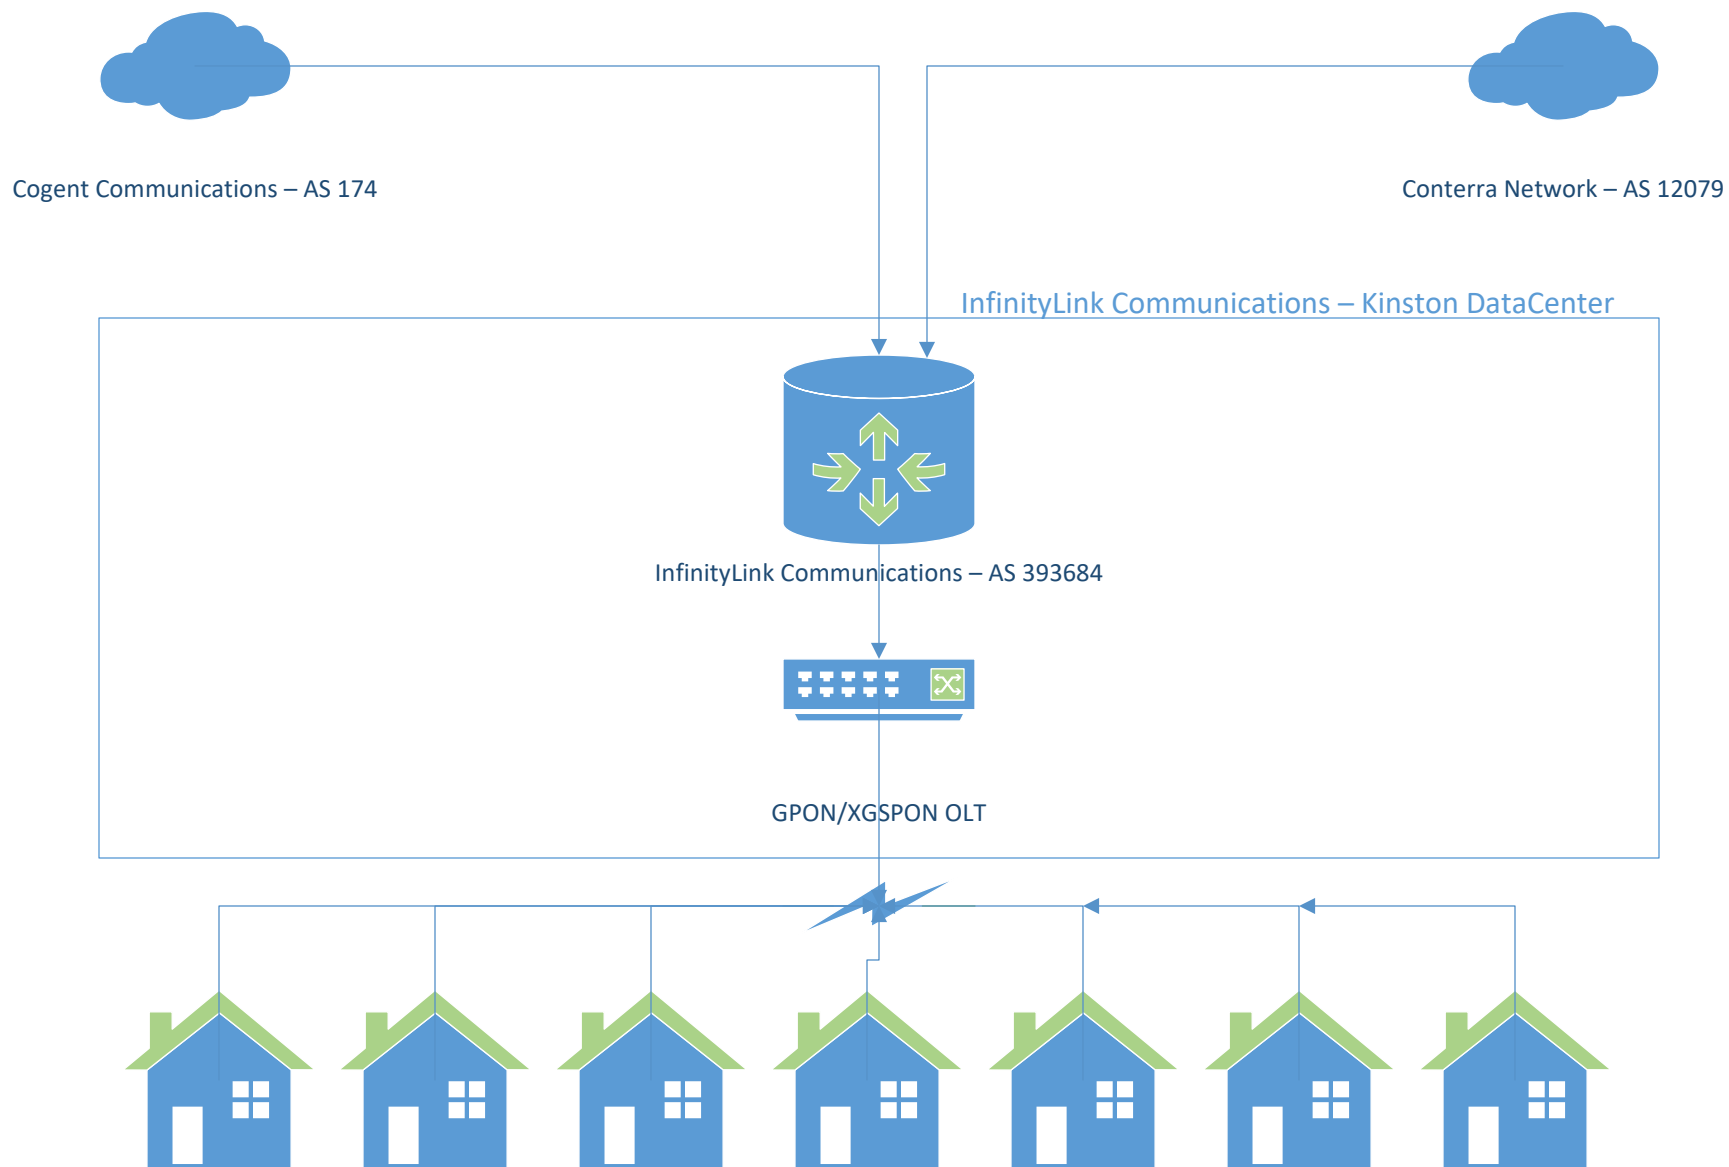 Cogent Communications – AS 174
Conterra Network – AS 12079
InfinityLink Communications – Kinston DataCenter
InfinityLink Communications – AS 393684
GPON/XGSPON OLT